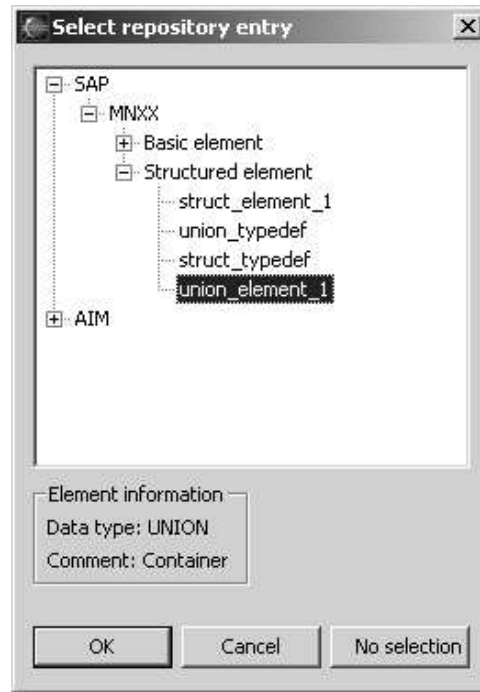 Select repository entry
SAP
MNXX
Basic element
Structured element
struct_element_1
union_typedef
struct_typedef
union_element_1
AIM
Element information
Data type: UNION
Comment: Container
OK Cancel No selection